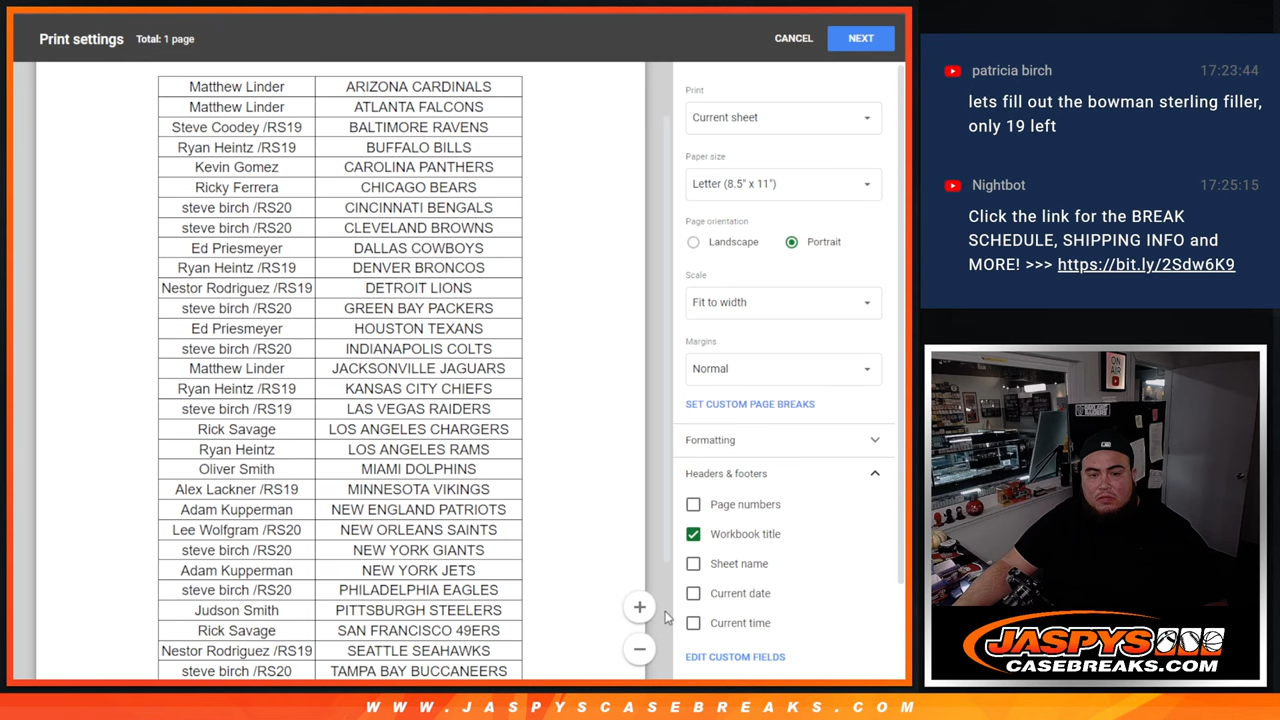 Print settings Total: 1 page
CANCEL NEXT
Matthew Linder ARIZONA CARDINALS
Matthew Linder ATLANTA FALCONS
Steve Coodey /RS19 BALTIMORE RAVENS
Ryan Heintz /RS19 BUFFALO BILLS
Kevin Gomez CAROLINA PANTHERS
Ricky Ferrera CHICAGO BEARS
steve birch /RS20 CINCINNATI BENGALS
steve birch /RS20 CLEVELAND BROWNS
Ed Priesmeyer DALLAS COWBOYS
Ryan Heintz /RS19 DENVER BRONCOS
Nestor Rodriguez /RS19 DETROIT LIONS
steve birch /RS20 GREEN BAY PACKERS
Ed Priesmeyer HOUSTON TEXANS
steve birch /RS20 INDIANAPOLIS COLTS
Matthew Linder JACKSONVILLE JAGUARS
Ryan Heintz /RS19 KANSAS CITY CHIEFS
steve birch /RS19 LAS VEGAS RAIDERS
Rick Savage LOS ANGELES CHARGERS
Ryan Heintz LOS ANGELES RAMS
Oliver Smith MIAMI DOLPHINS
Alex Lackner /RS19 MINNESOTA VIKINGS
Adam Kupperman NEW ENGLAND PATRIOTS
Lee Wolfgram /RS20 NEW ORLEANS SAINTS
steve birch /RS20 NEW YORK GIANTS
Adam Kupperman NEW YORK JETS
steve birch /RS20 PHILADELPHIA EAGLES
Judson Smith PITTSBURGH STEELERS
Rick Savage SAN FRANCISCO 49ERS
Nestor Rodriguez /RS19 SEATTLE SEAHAWKS
steve birch /RS20 TAMPA BAY BUCCANEERS
Print
Current sheet
Paper size
Letter (8.5" x 11")
Page orientation
Landscape Portrait
Scale
Fit to width
Margins
Normal
SET CUSTOM PAGE BREAKS
Formatting
Headers & footers
Page numbers
Workbook title
Sheet name
Current date
Current time
EDIT CUSTOM FIELDS
patricia birch 17:23:44
lets fill out the bowman sterling filler,
only 19 left
Nightbot 17:25:15
Click the link for the BREAK
SCHEDULE, SHIPPING INFO and
MORE! >>> https://bit.ly/2Sdw6K9
ON
AIR
JASPYS
CASEBREAKS.COM
WWW.JASPYSCASEBREAKS.COM